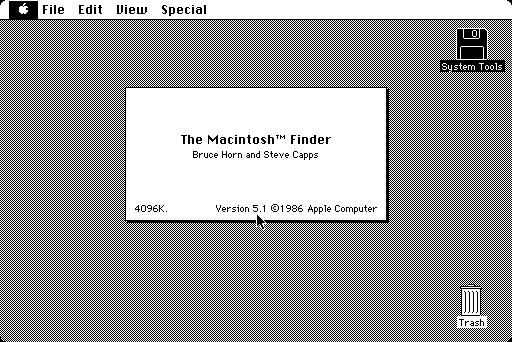 File Edit View Special
System Tools
The Macintosh™ Finder
Bruce Horn and Steve Capps
4096K.
Version 5.1 ©1986 Apple Computer
Trash